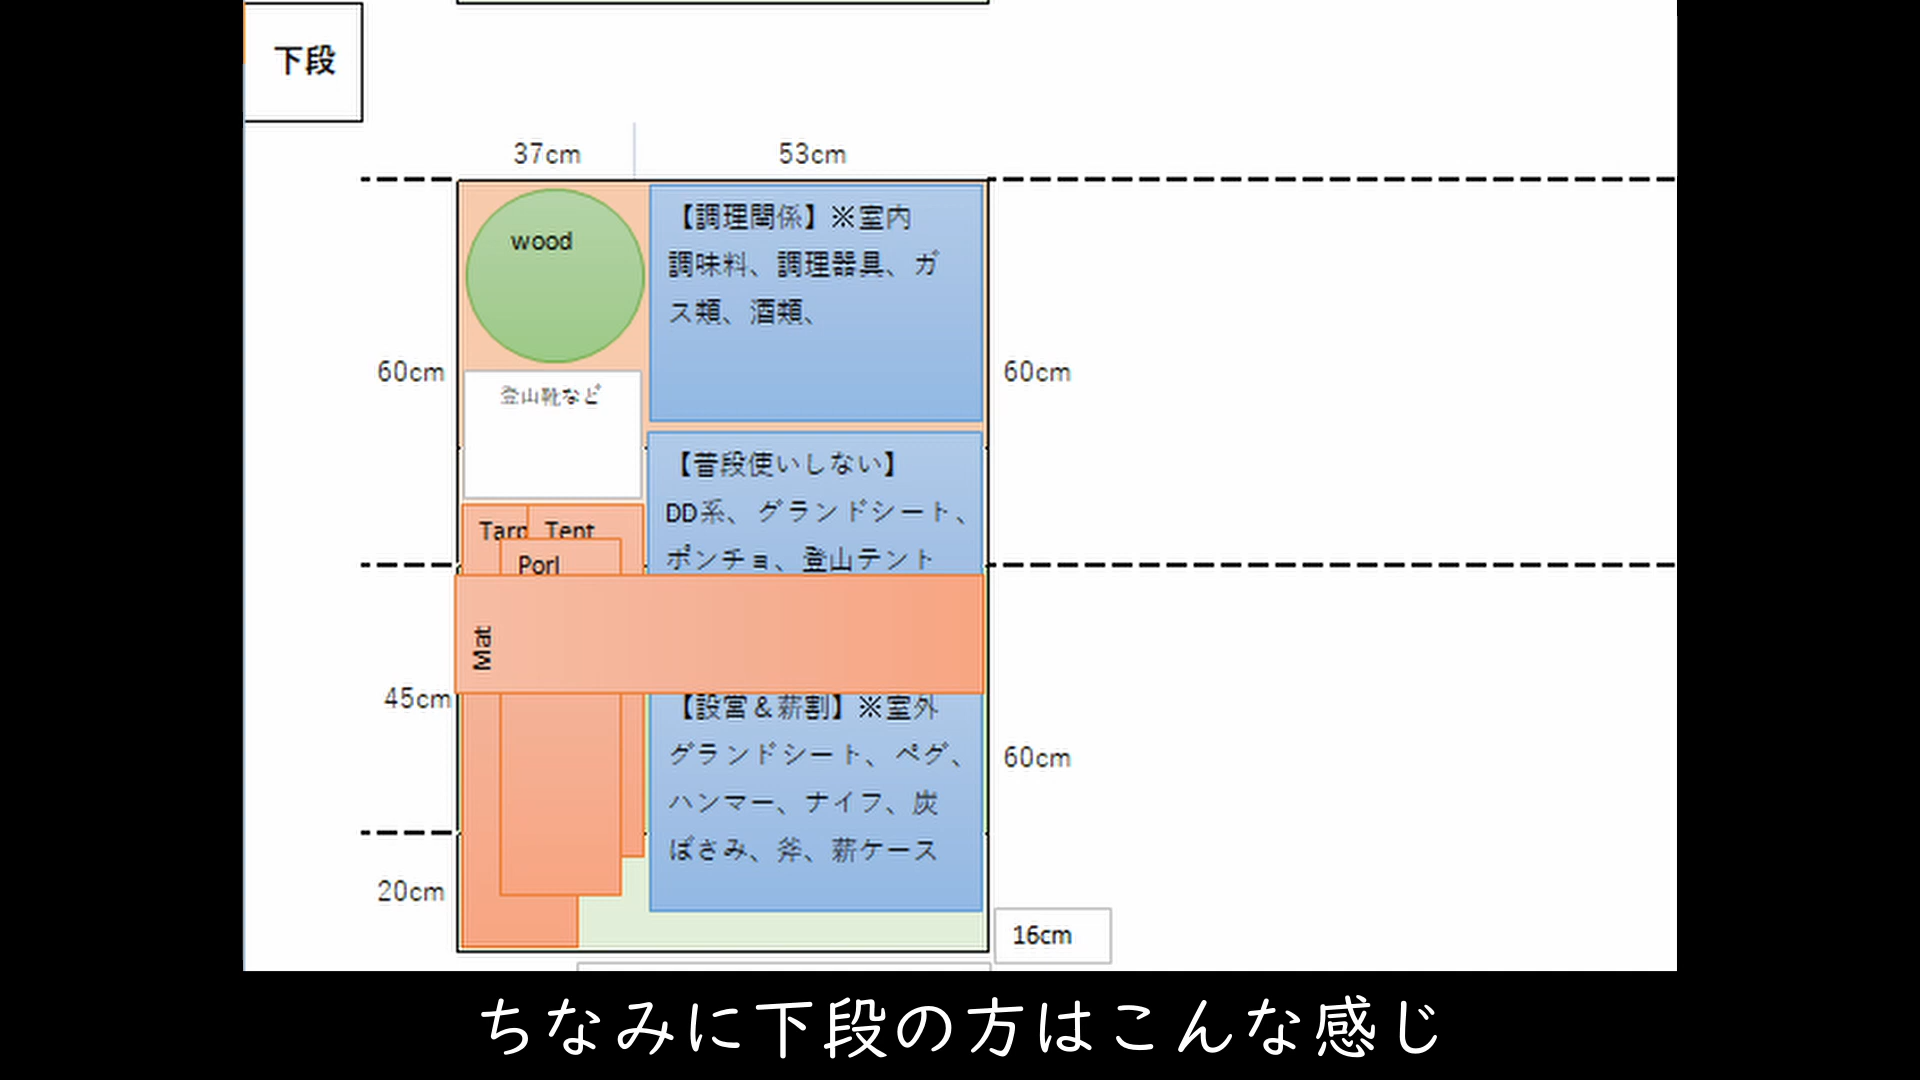 下段
37cm
53cm
wood
【調理関係】※室内
調味料、調理器具、ガ
ス類、酒類、
60cm
60cm
登山靴など
【普段使いしない】
DD系、グランドシート、
ポンチョ、登山テント
Tarp
Tent
Porl
Mat
45cm
【設営＆薪割】※室外
グランドシート、ペグ、
ハンマー、ナイフ、炭
ばさみ、斧、薪ケース
60cm
20cm
16cm
ちなみに下段の方はこんな感じ